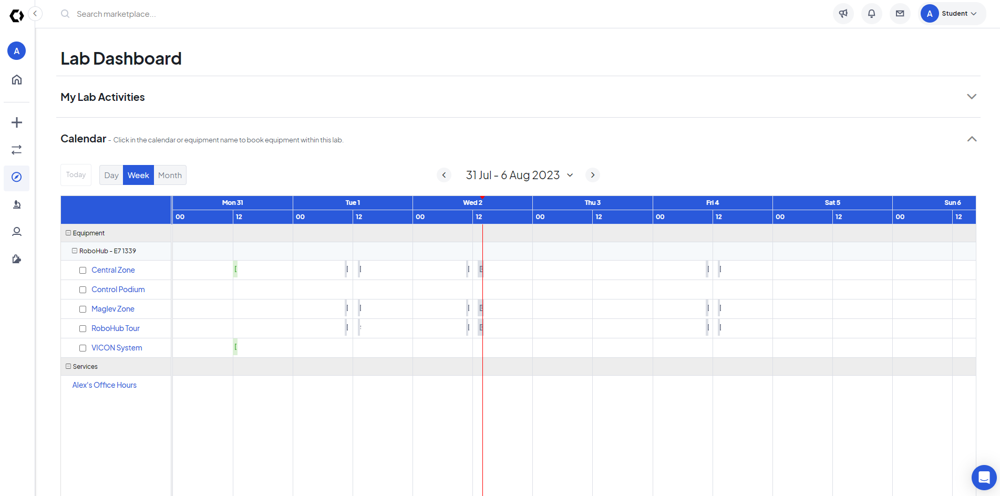 Search marketplace...
A
Student
A
Lab Dashboard
My Lab Activities
Calendar - Click in the calendar or equipment name to book equipment within this lab.
Today
Day Week Month
31 Jul - 6 Aug 2023
Mon 31 Tue 1 Wed 2 Thu 3 Fri 4 Sat 5 Sun 6
00 12 00 12 00 12 00 12 00 12 00 12 00 12
Equipment
RoboHub - E7 1339
Central Zone
Control Podium
Maglev Zone
RoboHub Tour
VICON System
Services
Alex's Office Hours